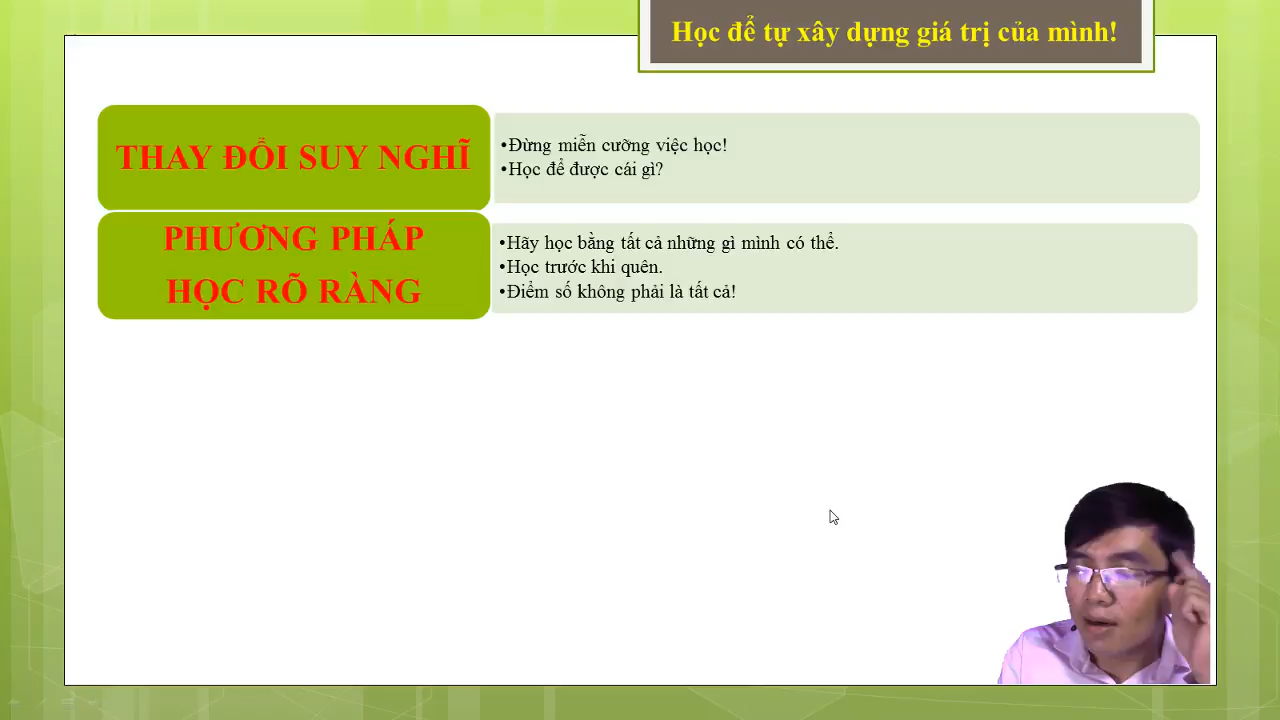 Học để tự xây dựng giá trị của mình!
THAY ĐỔI SUY NGHĨ
•Đừng miễn cưỡng việc học!
•Học để được cái gì?
PHƯƠNG PHÁP
HỌC RÕ RÀNG
•Hãy học bằng tất cả những gì mình có thể.
•Học trước khi quên.
•Điểm số không phải là tất cả!